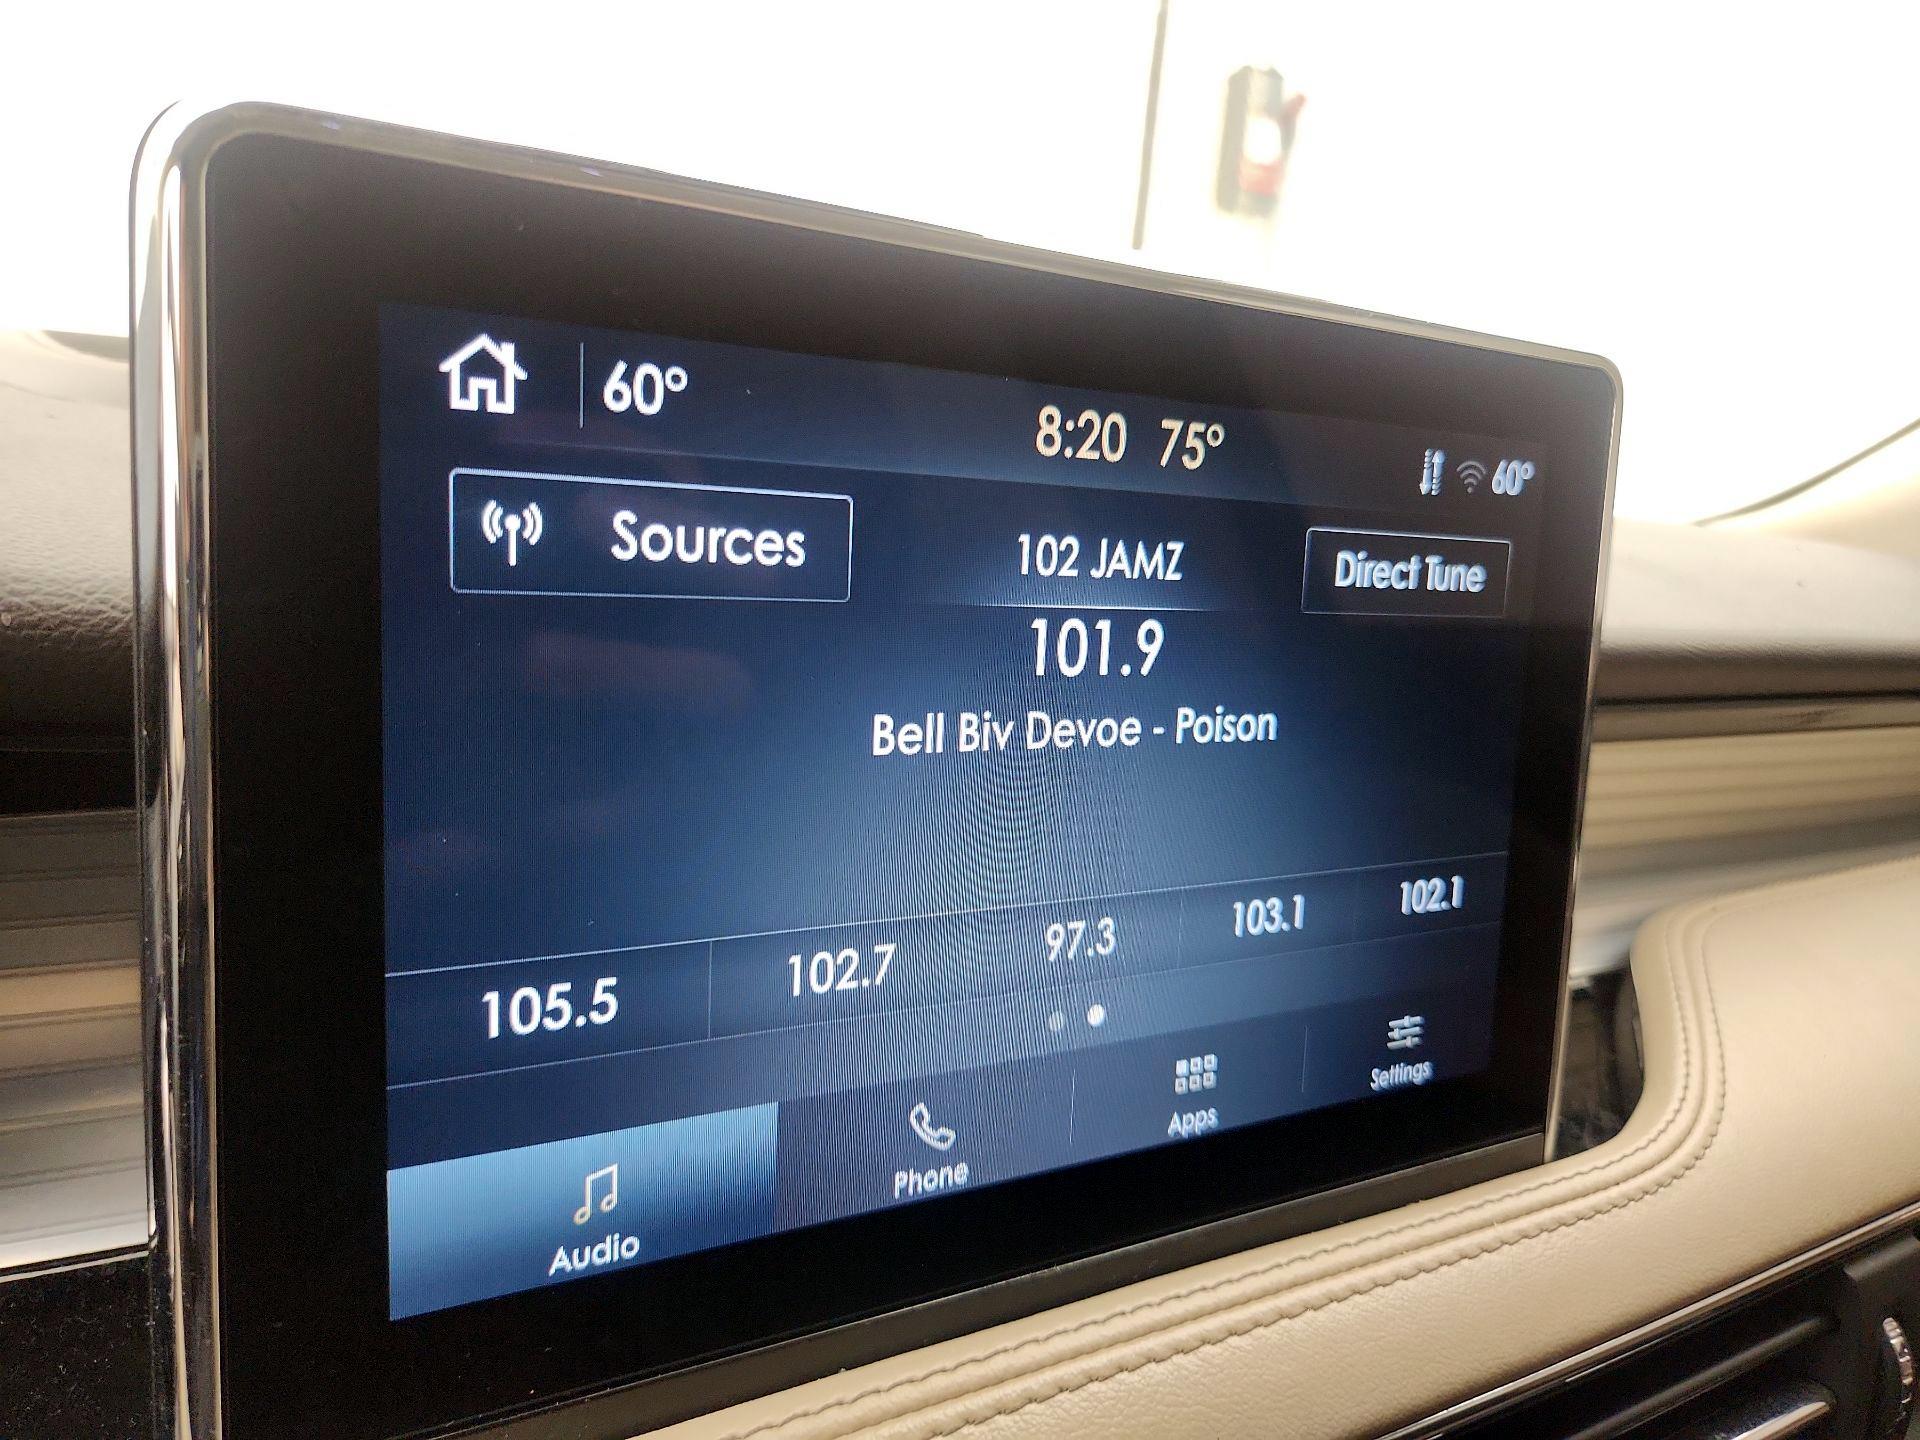 60°
8:20 75°
60°
Sources
102 JAMZ
Direct Tune
101.9
Bell Biv Devoe - Poison
105.5
102.7
97.3
103.1
102.1
Audio
Phone
Apps
Settings